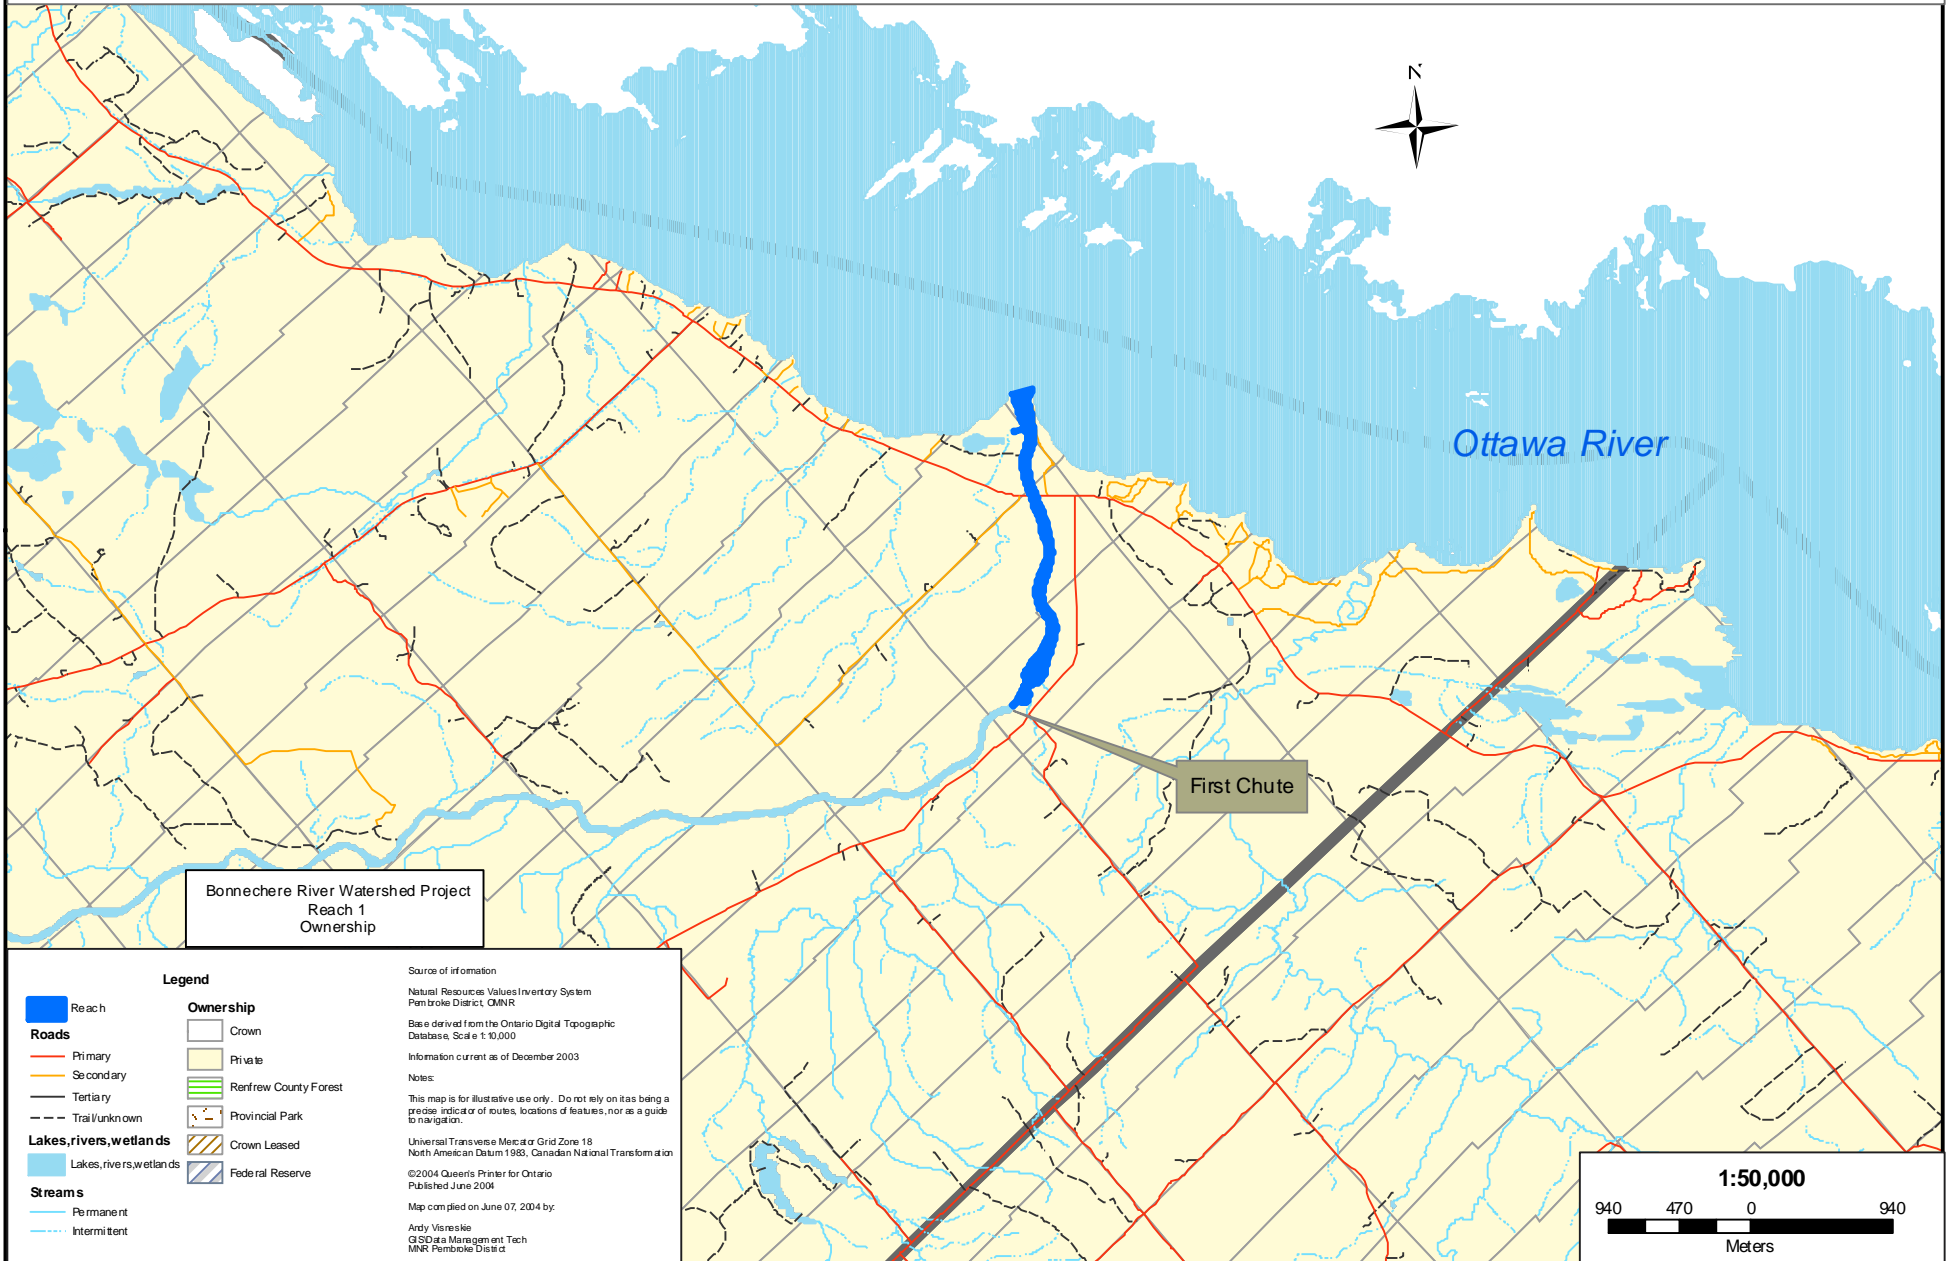 N
Ottawa River
First Chute
Bonnechere River Watershed Project
Reach 1
Ownership
Legend
Reach
Roads
Primary
Secondary
Tertiary
Trail/unknown
Lakes,rivers,wetlands
Lakes,rivers,wetlands
Streams
Permanent
Intermittent
Ownership
Crown
Private
Renfrew County Forest
Provincial Park
Crown Leased
Federal Reserve
Source of information
Natural Resources Values Inventory System
Pembroke District, OMNR
Base derived from the Ontario Digital Topographic
Database, Scale 1:10,000
Information current as of December 2003
Notes:
This map is for illustrative use only. Do not rely on it as being a
precise indicator of routes, locations of features, nor as a guide
to navigation.
Universal Transverse Mercator Grid Zone 18
North American Datum 1983, Canadian National Transformation
©2004 Queen's Printer for Ontario
Published June 2004
Map complied on June 07, 2004 by:
Andy Visneskie
GIS\Data Management Tech
MNR Pembroke District
1:50,000
940 470 0 940
Meters